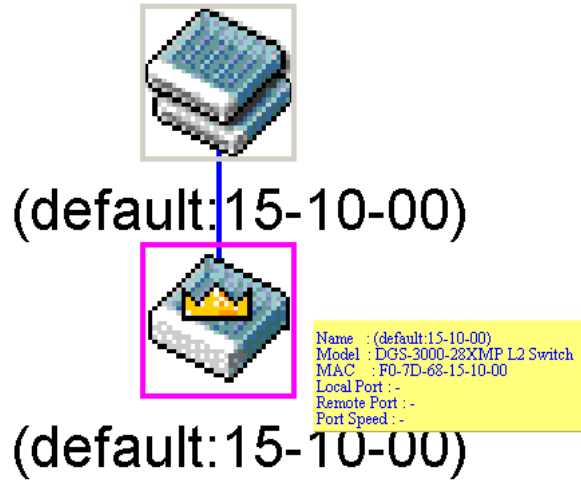 (default:15-10-00)
Name : (default:15-10-00)
Model : DGS-3000-28XMP L2 Switch
MAC : F0-7D-68-15-10-00
Local Port : -
Remote Port : -
Port Speed : -
(default:15-10-00)